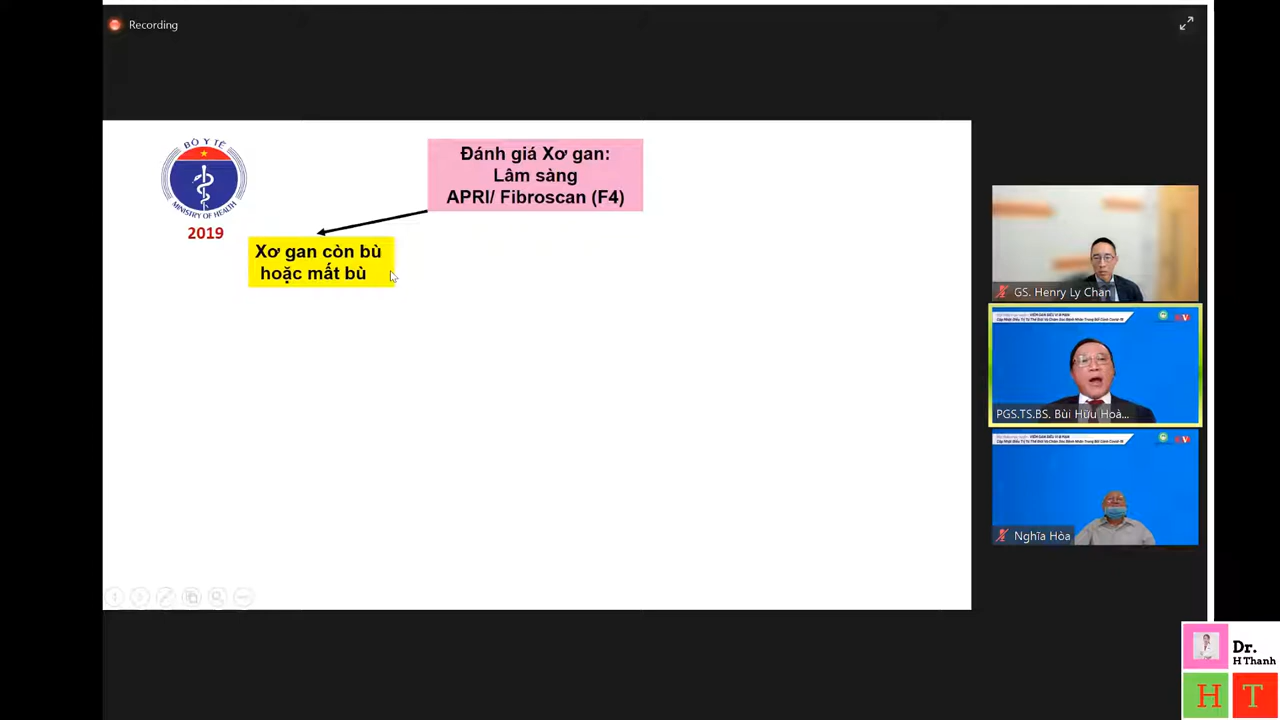 Recording
BỘ Y TẾ
MINISTRY OF HEALTH
2019
Đánh giá Xơ gan:
Lâm sàng
APRI/ Fibroscan (F4)
Xơ gan còn bù
hoặc mất bù
GS. Henry Ly Chan
PGS.TS.BS. Bùi Hữu Hoà...
Nghĩa Hòa
Dr.
H Thanh
H T